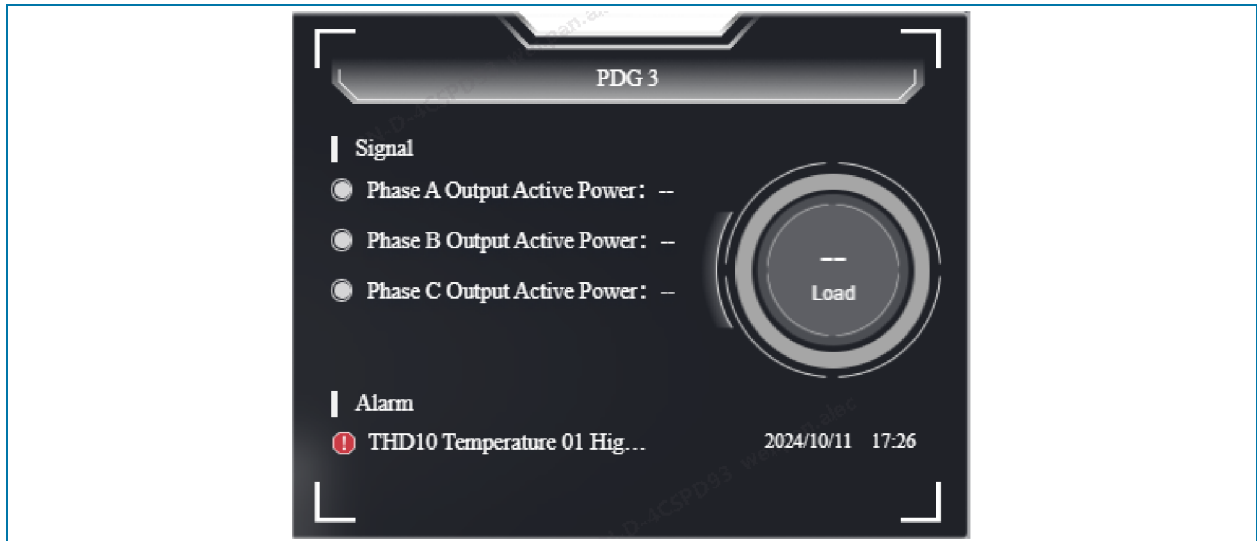 PDG 3
Signal
Phase A Output Active Power: --
Phase B Output Active Power: --
Phase C Output Active Power: --
--
Load
Alarm
THD10 Temperature 01 Hig...
2024/10/11 17:26